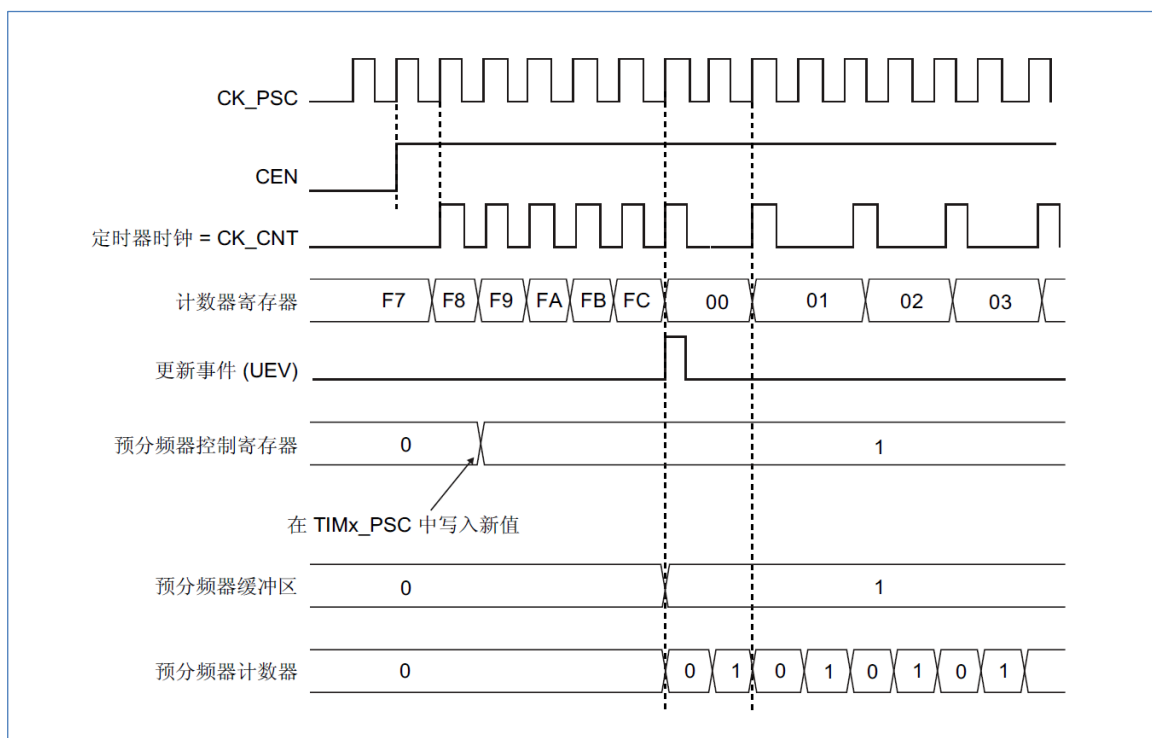 CK_PSC
CEN
定时器时钟 = CK_CNT
计数器寄存器 F7 F8 F9 FA FB FC 00 01 02 03
更新事件 (UEV)
预分频器控制寄存器 0 1
在 TIMx_PSC 中写入新值
预分频器缓冲区 0 1
预分频器计数器 0 0 1 0 1 0 1 0 1